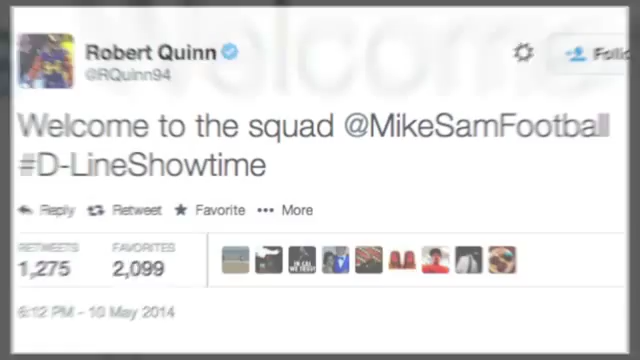 Robert Quinn
@RQuinn94
Welcome to the squad @MikeSamFootball
#D-LineShowtime
Reply Retweet Favorite More
RETWEETS FAVORITES
1,275 2,099
6:12 PM - 10 May 2014